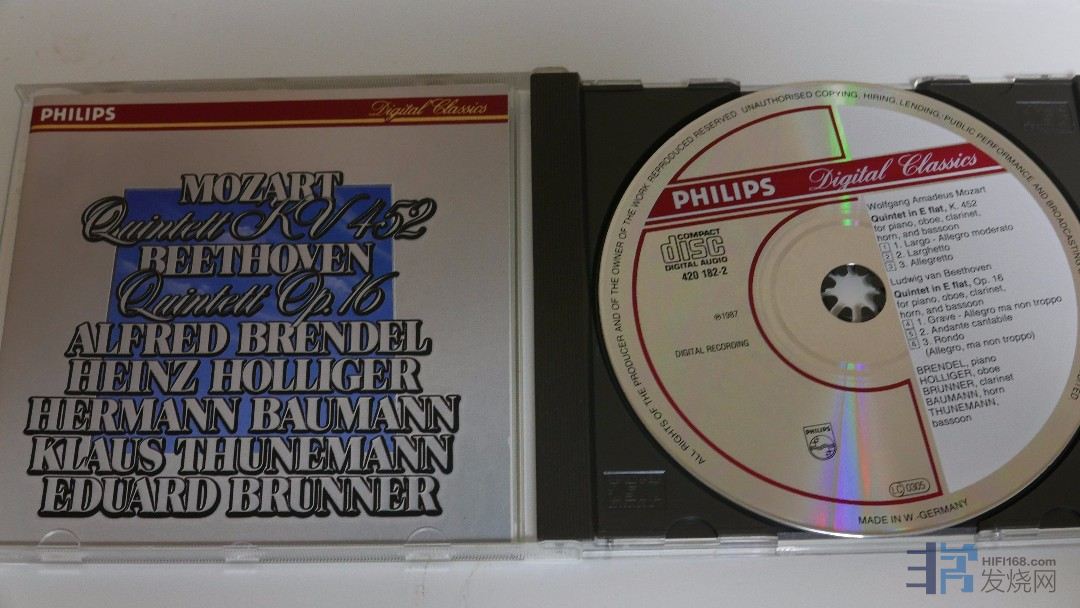 PHILIPS
Digital Classics
MOZART
Quintett KV 452
BEETHOVEN
Quintett Op. 16
ALFRED BRENDEL
HEINZ HOLLIGER
HERMANN BAUMANN
KLAUS THUNEMANN
EDUARD BRUNNER
ALL RIGHTS OF THE PRODUCER AND OF THE OWNER OF THE WORK REPRODUCED RESERVED. UNAUTHORISED COPYING, HIRING, LENDING, PUBLIC PERFORMANCE AND BROADCASTING
PHILIPS
Digital Classics
COMPACT
disc
DIGITAL AUDIO
420 182-2
℗1987
DIGITAL RECORDING
Wolfgang Amadeus Mozart
Quintet in E flat, K. 452
for piano, oboe, clarinet,
horn, and bassoon
1 1. Largo - Allegro moderato
2 2. Larghetto
3 3. Allegretto
Ludwig van Beethoven
Quintet in E flat, Op. 16
for piano, oboe, clarinet,
horn, and bassoon
4 1. Grave - Allegro ma non troppo
5 2. Andante cantabile
6 3. Rondo
(Allegro, ma non troppo)
BRENDEL, piano
HOLLIGER, oboe
BRUNNER, clarinet
BAUMANN, horn
THUNEMANN,
bassoon
PHILIPS
LC 0305
MADE IN W.-GERMANY
HIFI168.com
发烧网